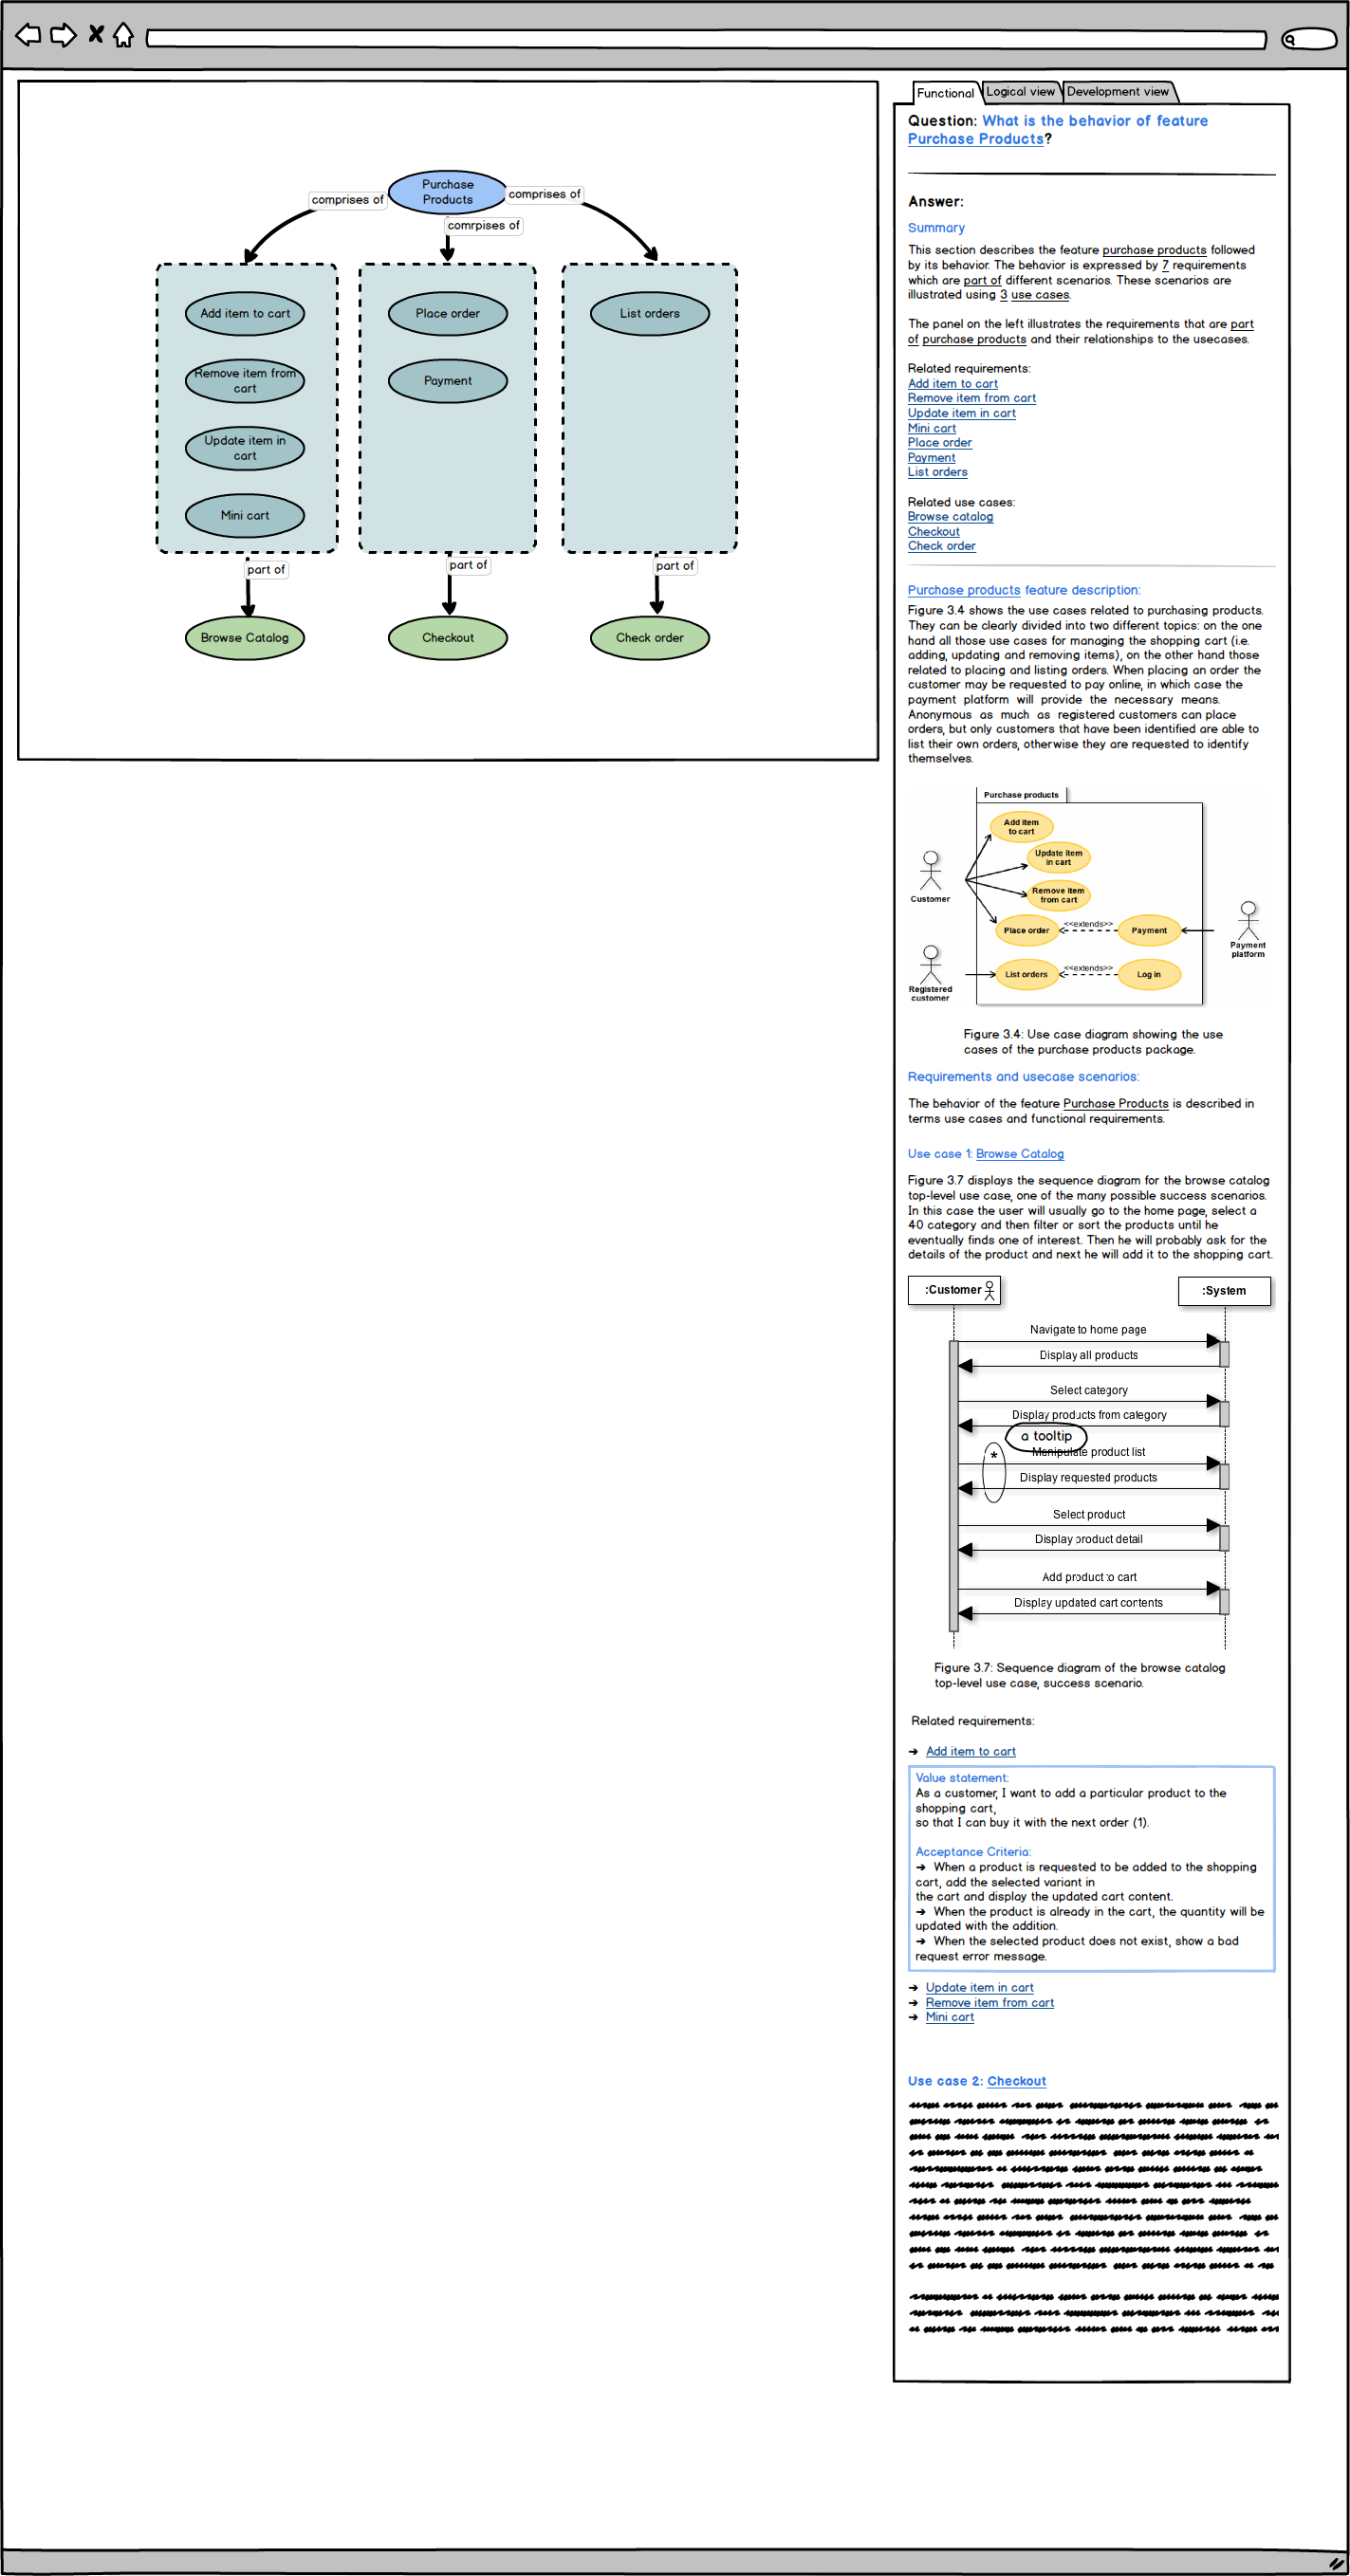 Purchase
Products
comprises of
comrpises of
comprises of
Add item to cart
Remove item from
cart
Update item in
cart
Mini cart
Place order
Payment
List orders
part of
part of
part of
Browse Catalog
Checkout
Check order
Functional
Logical view
Development view
Question: What is the behavior of feature
Purchase Products?
Answer:
Summary
This section describes the feature purchase products followed
by its behavior. The behavior is expressed by 7 requirements
which are part of different scenarios. These scenarios are
illustrated using 3 use cases.
The panel on the left illustrates the requirements that are part
of purchase products and their relationships to the usecases.
Related requirements:
Add item to cart
Remove item from cart
Update item in cart
Mini cart
Place order
Payment
List orders
Related use cases:
Browse catalog
Checkout
Check order
Purchase products feature description:
Figure 3.4 shows the use cases related to purchasing products.
They can be clearly divided into two different topics: on the one
hand all those use cases for managing the shopping cart (i.e.
adding, updating and removing items), on the other hand those
related to placing and listing orders. When placing an order the
customer may be requested to pay online, in which case the
payment platform will provide the necessary means.
Anonymous as much as registered customers can place
orders, but only customers that have been identified are able to
list their own orders, otherwise they are requested to identify
themselves.
Purchase products
Add item
to cart
Update item
in cart
Remove item
from cart
Customer
Place order
<<extends>>
Payment
Payment
platform
List orders
<<extends>>
Log in
Registered
customer
Figure 3.4: Use case diagram showing the use
cases of the purchase products package.
Requirements and usecase scenarios:
The behavior of the feature Purchase Products is described in
terms use cases and functional requirements.
Use case 1: Browse Catalog
Figure 3.7 displays the sequence diagram for the browse catalog
top-level use case, one of the many possible success scenarios.
In this case the user will usually go to the home page, select a
40 category and then filter or sort the products until he
eventually finds one of interest. Then he will probably ask for the
details of the product and next he will add it to the shopping cart.
:Customer
:System
Navigate to home page
Display all products
Select category
Display products from category
a tooltip
*
Manipulate product list
Display requested products
Select product
Display product detail
Add product to cart
Display updated cart contents
Figure 3.7: Sequence diagram of the browse catalog
top-level use case, success scenario.
Related requirements:
➔ Add item to cart
Value statement:
As a customer, I want to add a particular product to the
shopping cart,
so that I can buy it with the next order (1).
Acceptance Criteria:
➔ When a product is requested to be added to the shopping
cart, add the selected variant in
the cart and display the updated cart content.
➔ When the product is already in the cart, the quantity will be
updated with the addition.
➔ When the selected product does not exist, show a bad
request error message.
➔ Update item in cart
➔ Remove item from cart
➔ Mini cart
Use case 2: Checkout